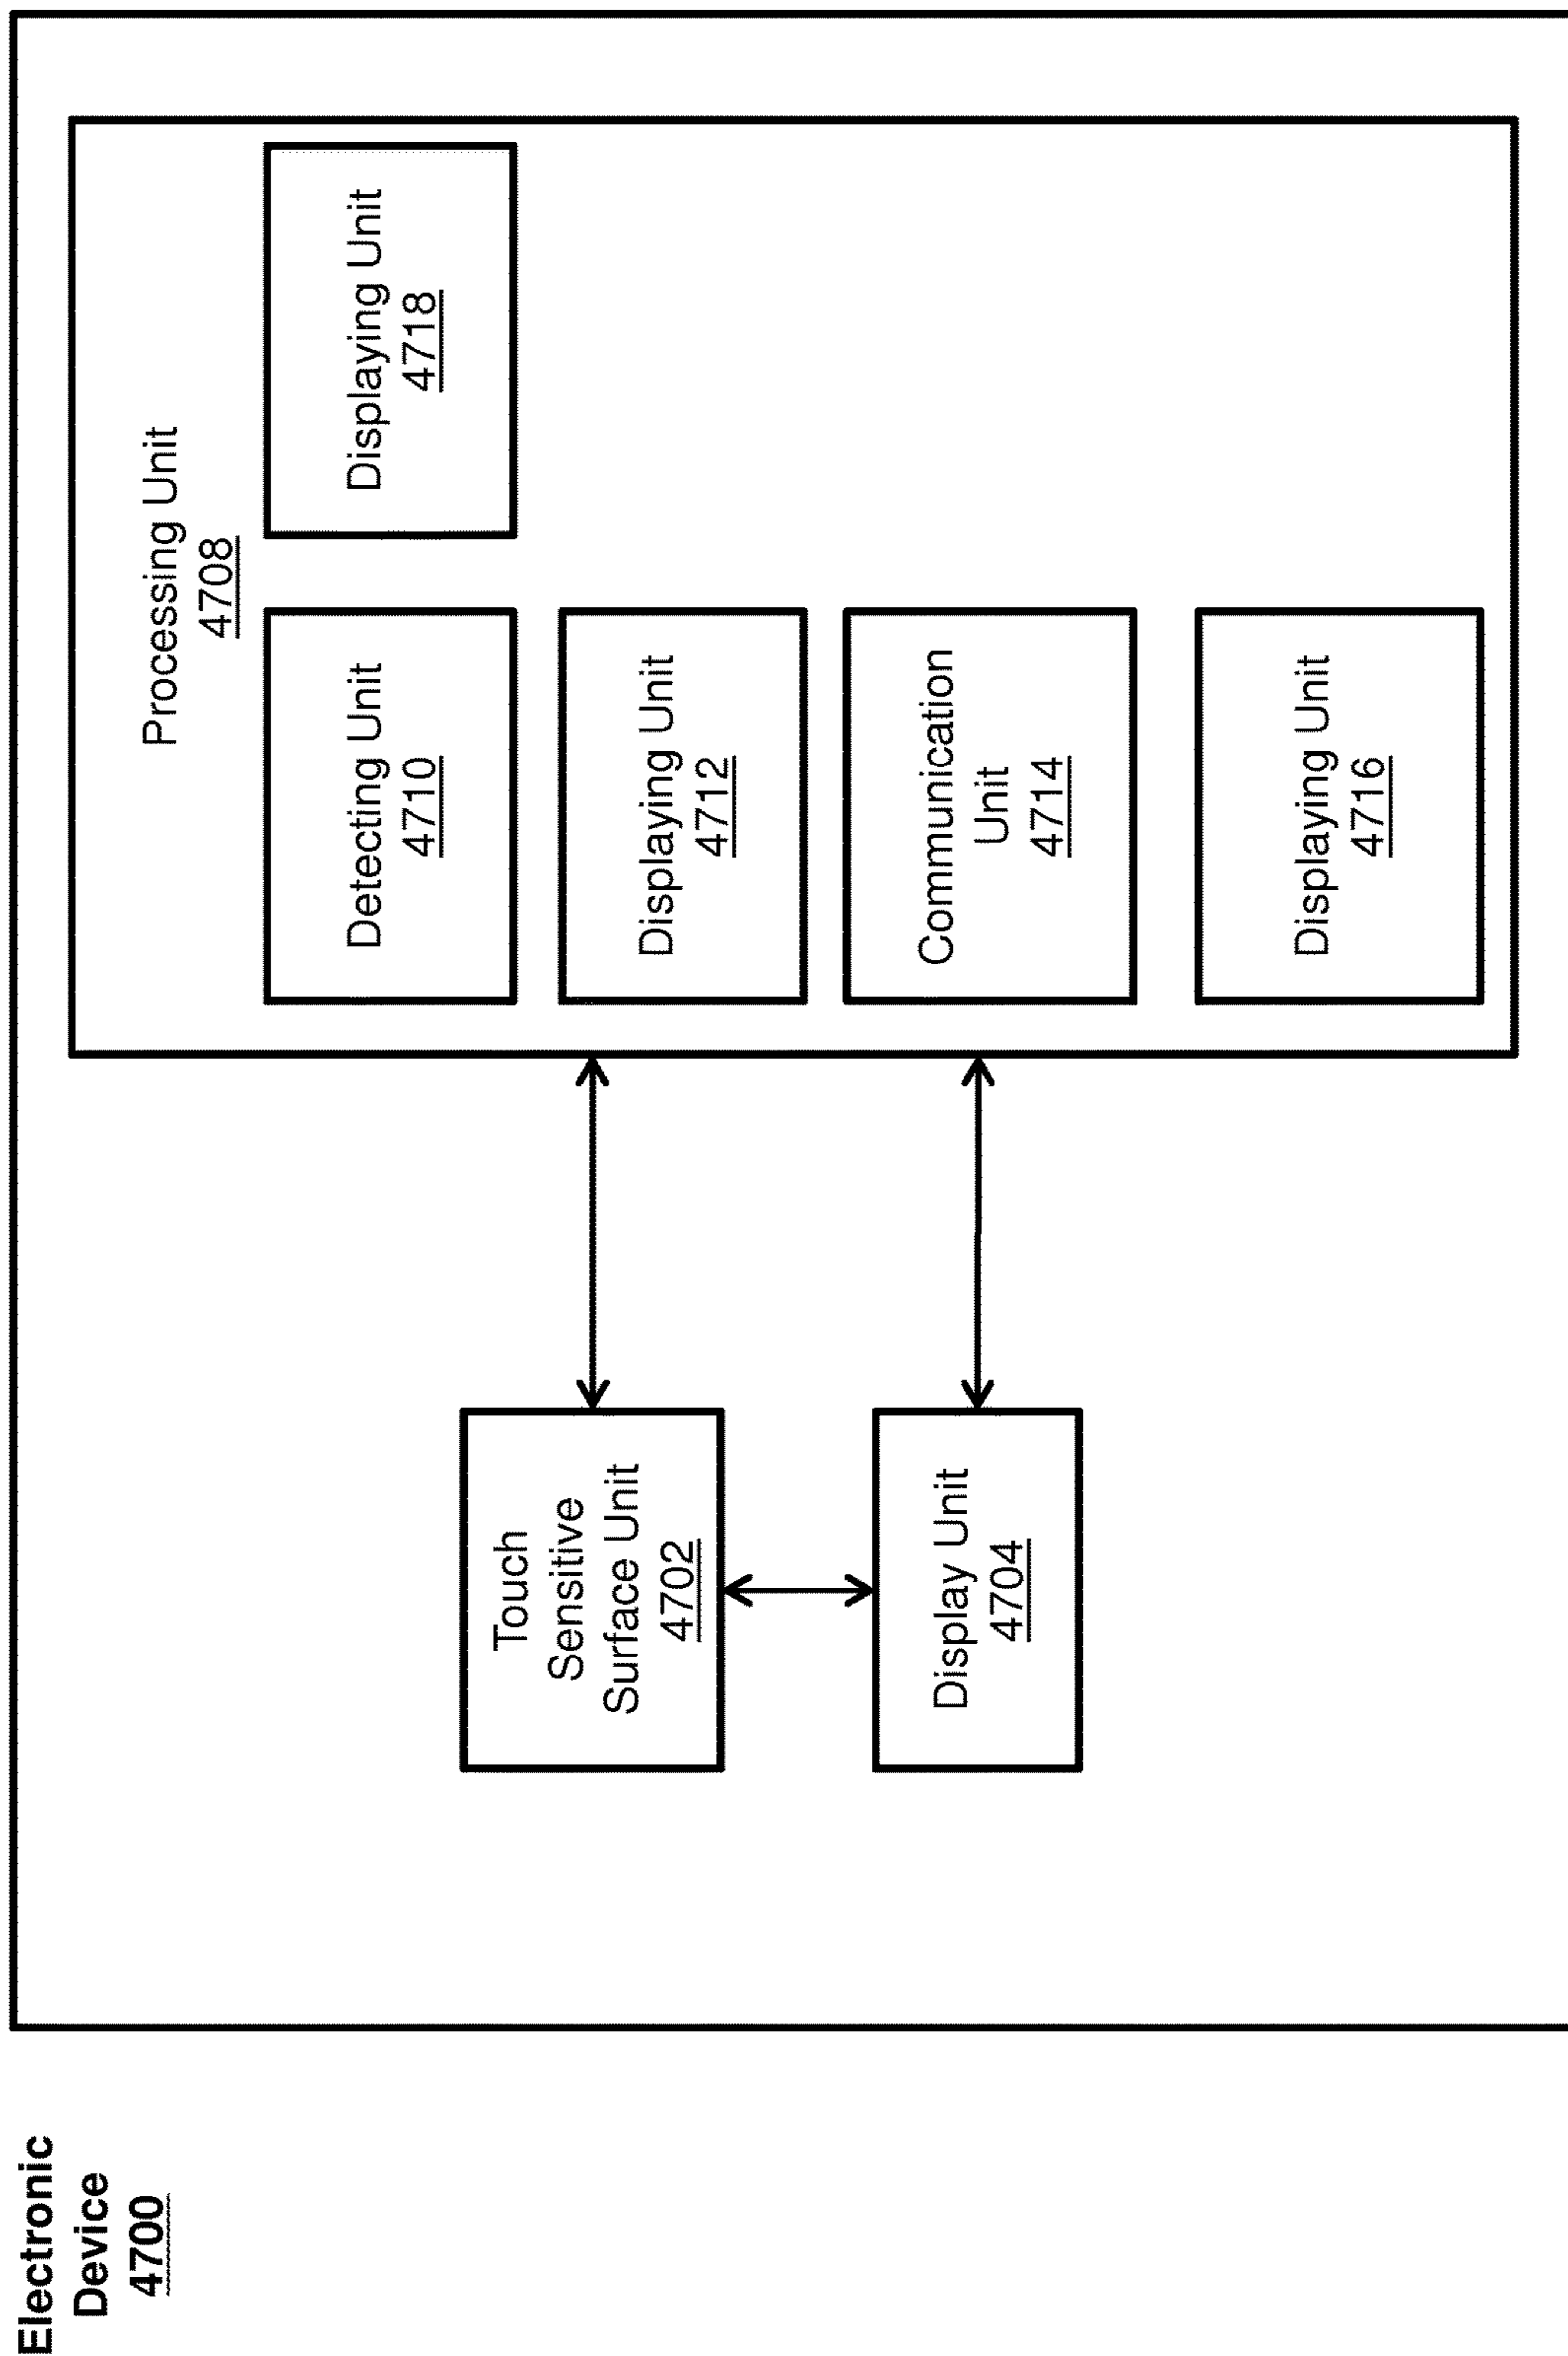 Electronic
Device
4700
Touch
Sensitive
Surface Unit
4702
Display Unit
4704
Processing Unit
4708
Detecting Unit
4710
Displaying Unit
4718
Displaying Unit
4712
Communication
Unit
4714
Displaying Unit
4716